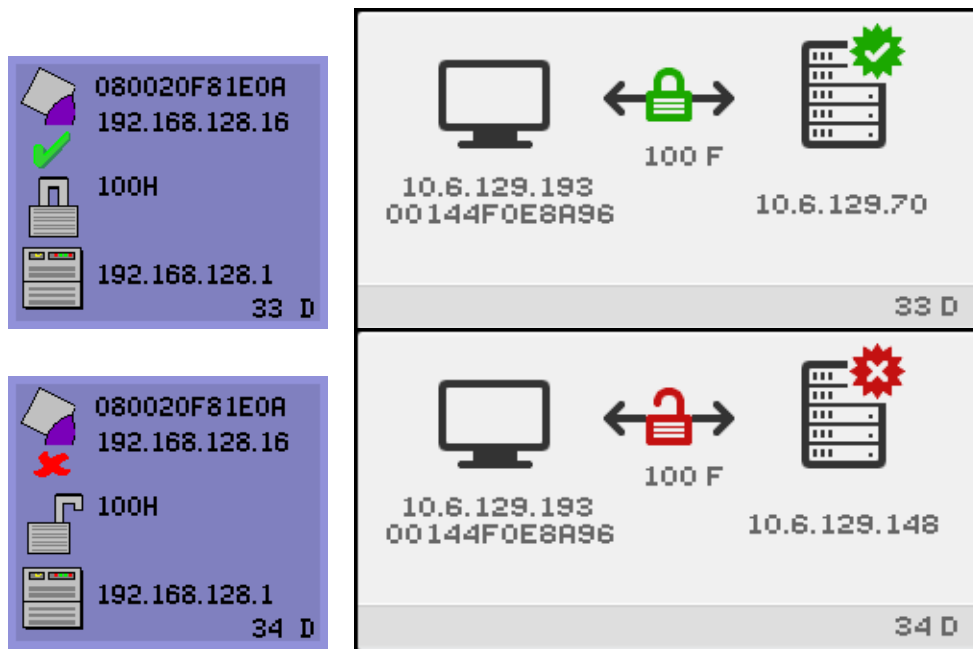 080020F81E0A
192.168.128.16
100H
192.168.128.1
33 D
100 F
10.6.129.193
00144F0E8A96
10.6.129.70
33 D
080020F81E0A
192.168.128.16
100H
192.168.128.1
34 D
100 F
10.6.129.193
00144F0E8A96
10.6.129.148
34 D